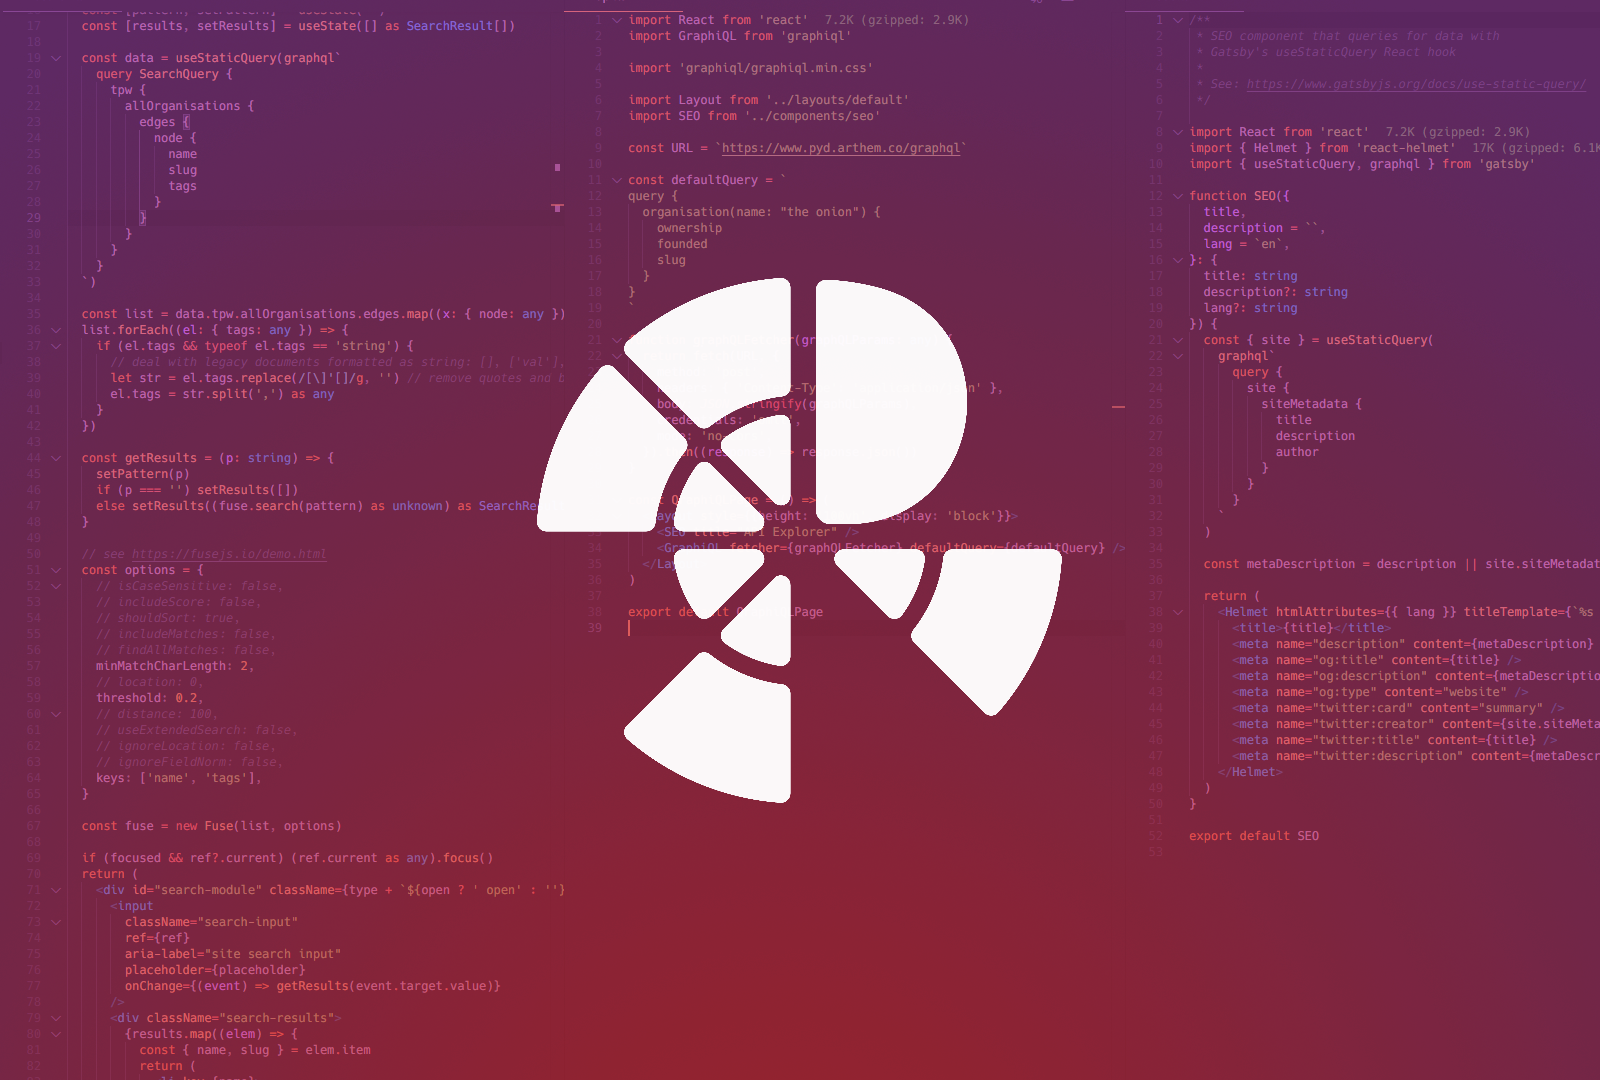 17 const [results, setResults] = useState([] as SearchResult[])
18
19 const data = useStaticQuery(graphql`
20 query SearchQuery {
21 tpw {
22 allOrganisations {
23 edges {
24 node {
25 name
26 slug
27 tags
28 }
29 }
30 }
31 }
32 }
33 `)
34
35 const list = data.tpw.allOrganisations.edges.map((x: { node: any })
36 list.forEach((el: { tags: any }) => {
37 if (el.tags && typeof el.tags == 'string') {
38 // deal with legacy documents formatted as string: [], ['val'],
39 let str = el.tags.replace(/[\]'[]/g, '') // remove quotes and b
40 el.tags = str.split(',') as any
41 }
42 })
43
44 const getResults = (p: string) => {
45 setPattern(p)
46 if (p === '') setResults([])
47 else setResults((fuse.search(pattern) as unknown) as SearchRe
48 }
49
50 // see https://fusejs.io/demo.html
51 const options = {
52 // isCaseSensitive: false,
53 // includeScore: false,
54 // shouldSort: true,
55 // includeMatches: false,
56 // findAllMatches: false,
57 minMatchCharLength: 2,
58 // location: 0,
59 threshold: 0.2,
60 // distance: 100,
61 // useExtendedSearch: false,
62 // ignoreLocation: false,
63 // ignoreFieldNorm: false,
64 keys: ['name', 'tags'],
65 }
66
67 const fuse = new Fuse(list, options)
68
69 if (focused && ref?.current) (ref.current as any).focus()
70 return (
71 <div id="search-module" className={type + `${open ? ' open' : ''}
72 <input
73 className="search-input"
74 ref={ref}
75 aria-label="site search input"
76 placeholder={placeholder}
77 onChange={(event) => getResults(event.target.value)}
78 />
79 <div className="search-results">
80 {results.map((elem) => {
81 const { name, slug } = elem.item
82 return (
1 import React from 'react' 7.2K (gzipped: 2.9K)
2 import GraphiQL from 'graphiql'
3
4 import 'graphiql/graphiql.min.css'
5
6 import Layout from '../layouts/default'
7 import SEO from '../components/seo'
8
9 const URL = `https://www.pyd.arthem.co/graphql`
10
11 const defaultQuery = `
12 query {
13 organisation(name: "the onion") {
14 ownership
15 founded
16 slug
17 }
18 }
19 `
20
21
22
' },
33 <SEO title="API Explorer" />
34 <GraphiQL fetcher={graphQLFetcher} defaultQuery={defaultQuery} />
35 </La
36 )
37
38 export default Page
39
1 /**
2 * SEO component that queries for data with
3 * Gatsby's useStaticQuery React hook
4 *
5 * See: https://www.gatsbyjs.org/docs/use-static-query/
6 */
7
8 import React from 'react' 7.2K (gzipped: 2.9K)
9 import { Helmet } from 'react-helmet' 17K (gzipped: 6.1K
10 import { useStaticQuery, graphql } from 'gatsby'
11
12 function SEO({
13 title,
14 description = ``,
15 lang = `en`,
16 }: {
17 title: string
18 description?: string
19 lang?: string
20 }) {
21 const { site } = useStaticQuery(
22 graphql`
23 query {
24 site {
25 siteMetadata {
26 title
27 description
28 author
29 }
30 }
31 }
32 `
33 )
34
35 const metaDescription = description || site.siteMetadat
36
37 return (
38 <Helmet htmlAttributes={{ lang }} titleTemplate={`%s
39 <title>{title}</title>
40 <meta name="description" content={metaDescription}
41 <meta name="og:title" content={title} />
42 <meta name="og:description" content={metaDescriptio
43 <meta name="og:type" content="website" />
44 <meta name="twitter:card" content="summary" />
45 <meta name="twitter:creator" content={site.siteMeta
46 <meta name="twitter:title" content={title} />
47 <meta name="twitter:description" content={metaDescr
48 </Helmet>
49 )
50 }
51
52 export default SEO
53